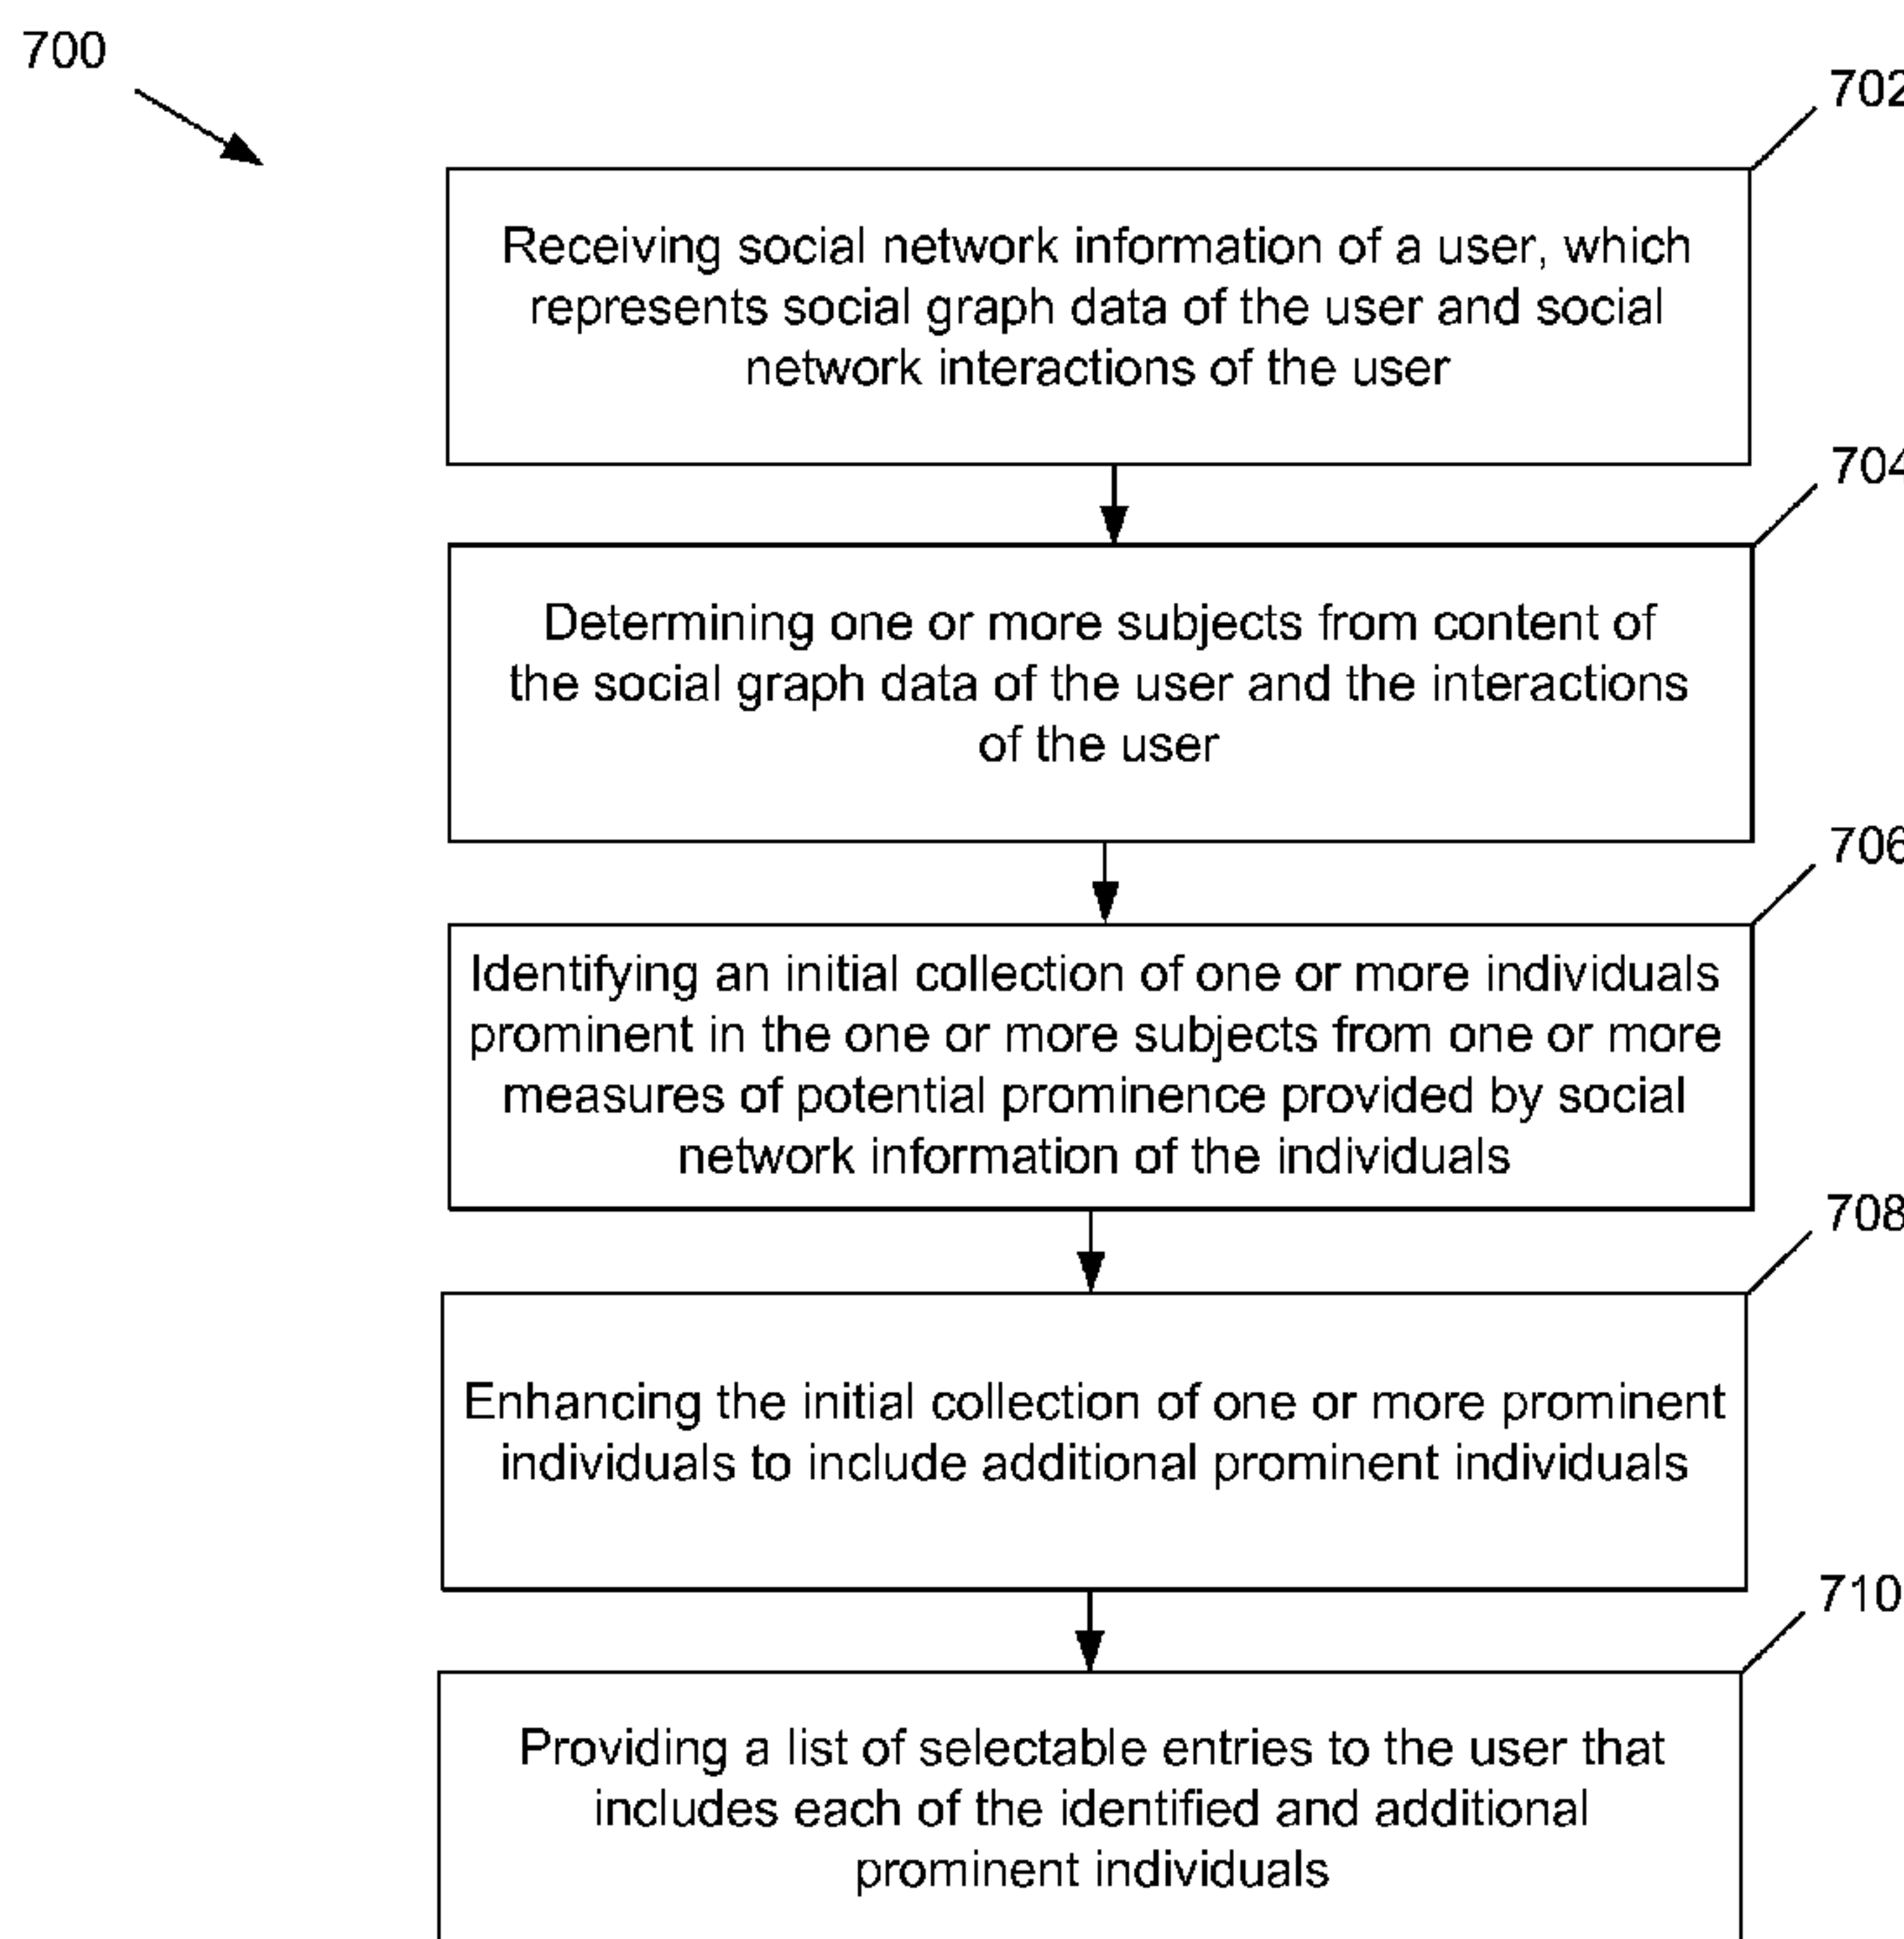 700
702
Receiving social network information of a user, which
represents social graph data of the user and social
network interactions of the user
704
Determining one or more subjects from content of
the social graph data of the user and the interactions
of the user
706
Identifying an initial collection of one or more individuals
prominent in the one or more subjects from one or more
measures of potential prominence provided by social
network information of the individuals
708
Enhancing the initial collection of one or more prominent
individuals to include additional prominent individuals
710
Providing a list of selectable entries to the user that
includes each of the identified and additional
prominent individuals